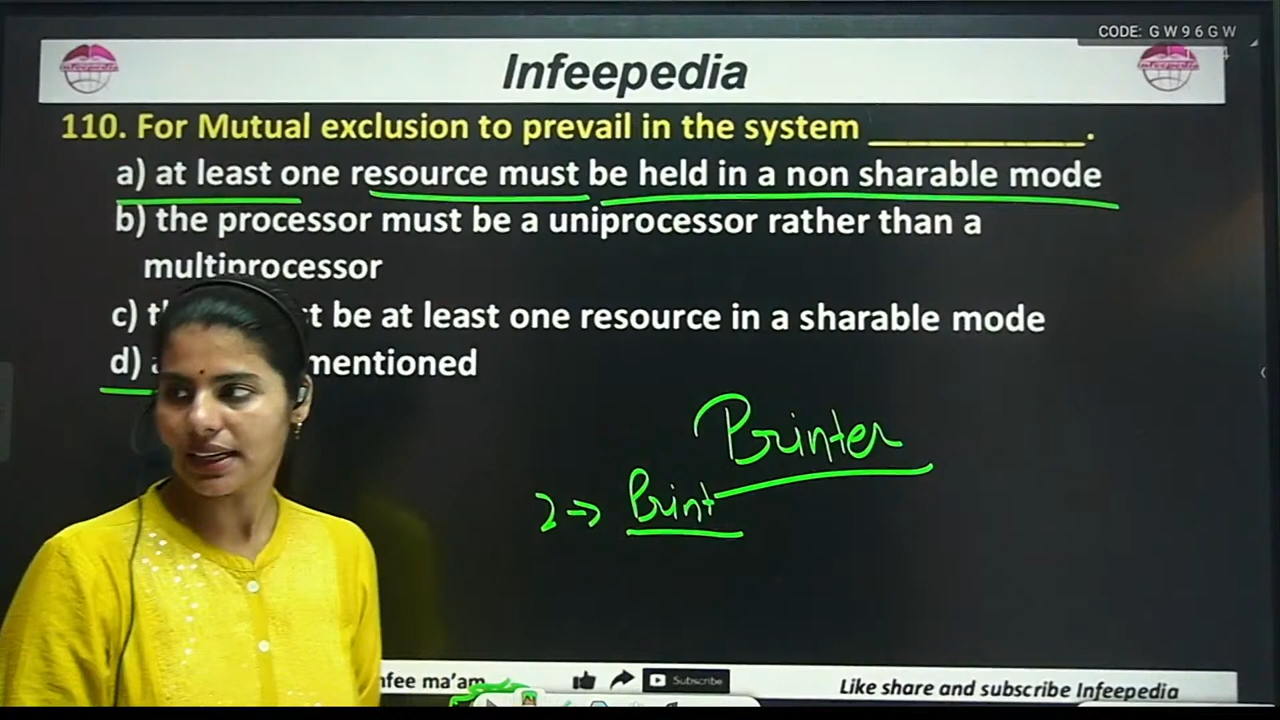 CODE: G W 9 6 G W
Infeepedia
110. For Mutual exclusion to prevail in the system ____________.
a) at least one resource must be held in a non sharable mode
b) the processor must be a uniprocessor rather than a
multiprocessor
c) t be at least one resource in a sharable mode
d) mentioned
Printer
2 → Print
nfee ma'am
Subscribe
Like share and subscribe Infeepedia